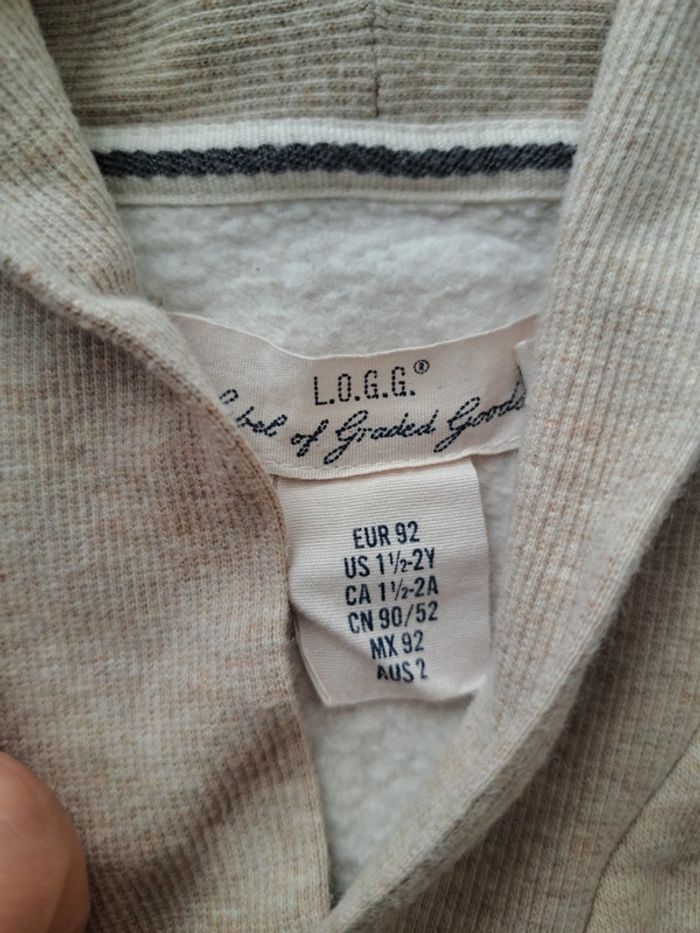 L.O.G.G.®
of Graded Goods
EUR 92
US 1½-2Y
CA 1½-2A
CN 90/52
MX 92
AUS 2